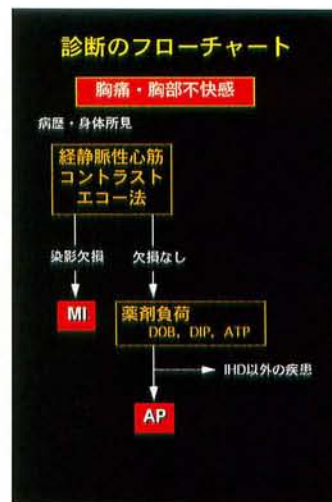 診断のフローチャート
胸痛・胸部不快感
病歴・身体所見
経静脈性心筋
コントラスト
エコー法
染影欠損
欠損なし
MI
薬剤負荷
DOB, DIP, ATP
IHD以外の疾患
AP